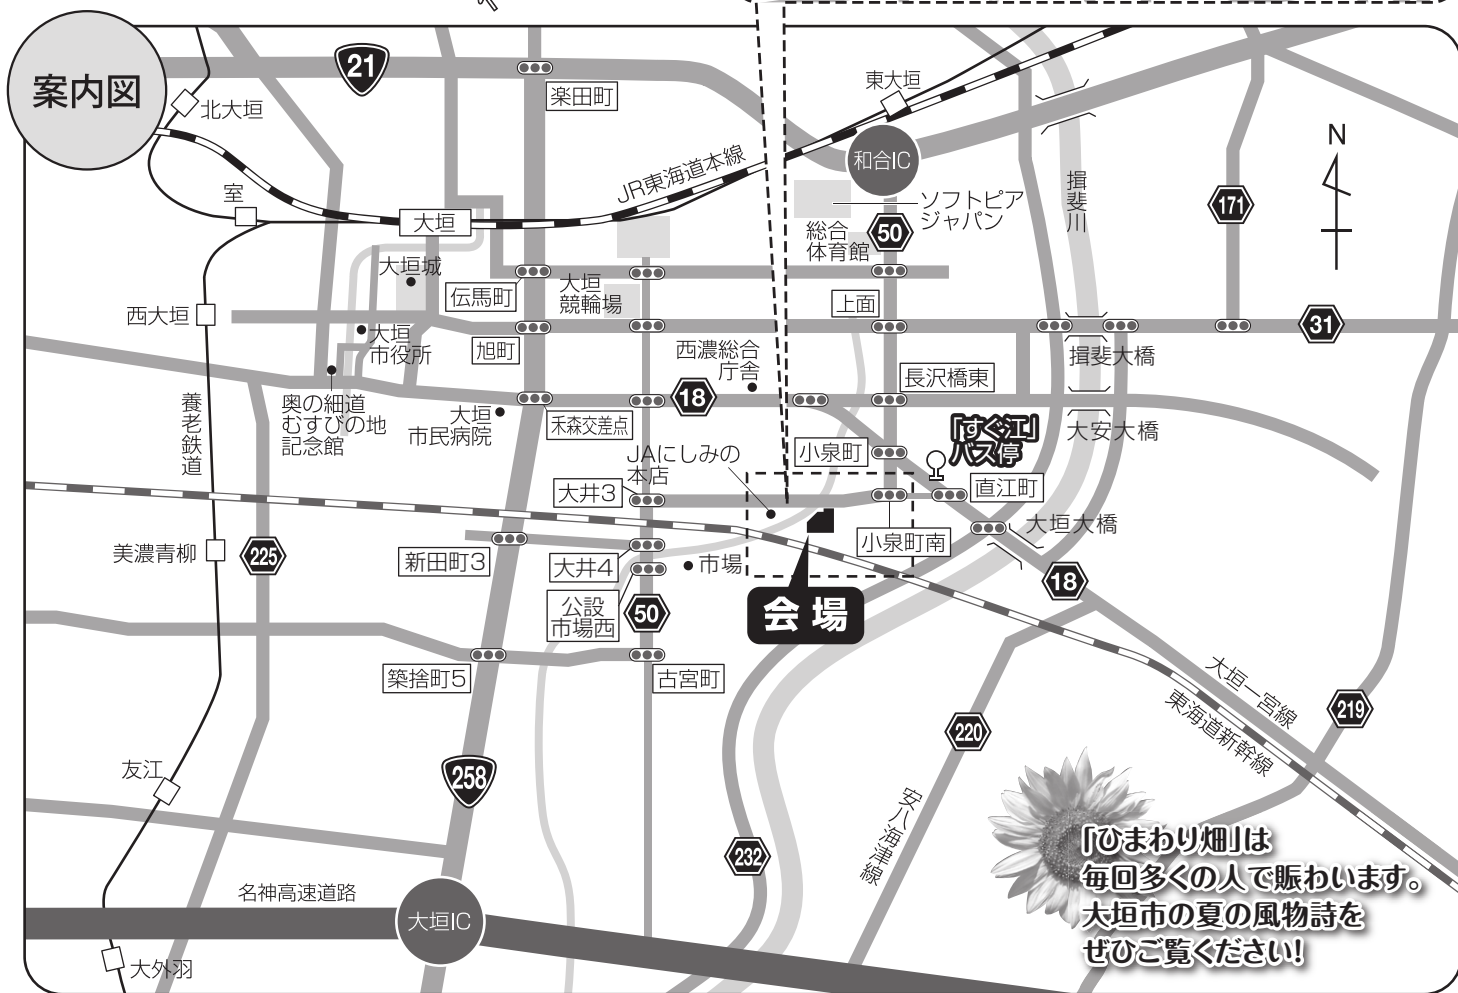 案内図
21
楽田町
東大垣
北大垣
和合IC
N
JR東海道本線
揖斐川
室
大垣
ソフトピア
ジャパン
171
総合
体育館
50
大垣城
伝馬町
大垣
競輪場
上面
西大垣
大垣
市役所
旭町
31
西濃総合
庁舎
揖斐大橋
長沢橋東
18
養老鉄道
奥の細道
むすびの地
記念館
大垣
市民病院
禾森交差点
「すぐ江」
バス停
大安大橋
JAにしみの
本店
小泉町
大井3
直江町
大垣大橋
小泉町南
美濃青柳
225
新田町3
大井4
市場
18
公設
市場西
50
会場
築捨町5
古宮町
大垣一宮線
東海道新幹線
219
220
友江
258
安八海津線
232
「ひまわり畑」は
毎回多くの人で賑わいます。
大垣市の夏の風物詩を
ぜひご覧ください!
名神高速道路
大垣IC
大外羽